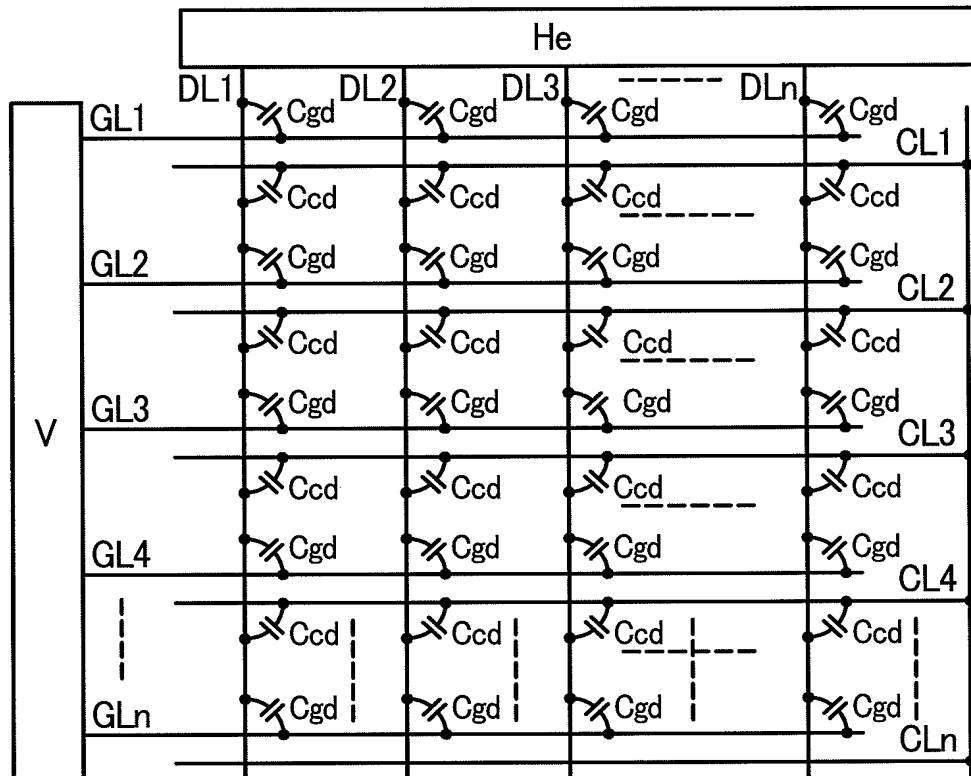 He
DL1 DL2 DL3 DLn
GL1 Cgd Cgd Cgd Cgd
CL1
Ccd Ccd Ccd Ccd
GL2 Cgd Cgd Cgd Cgd
CL2
Ccd Ccd Ccd Ccd
GL3 Cgd Cgd Cgd Cgd
V
CL3
Ccd Ccd Ccd Ccd
GL4 Cgd Cgd Cgd Cgd
CL4
Ccd Ccd Ccd Ccd
GLn Cgd Cgd Cgd Cgd
CLn